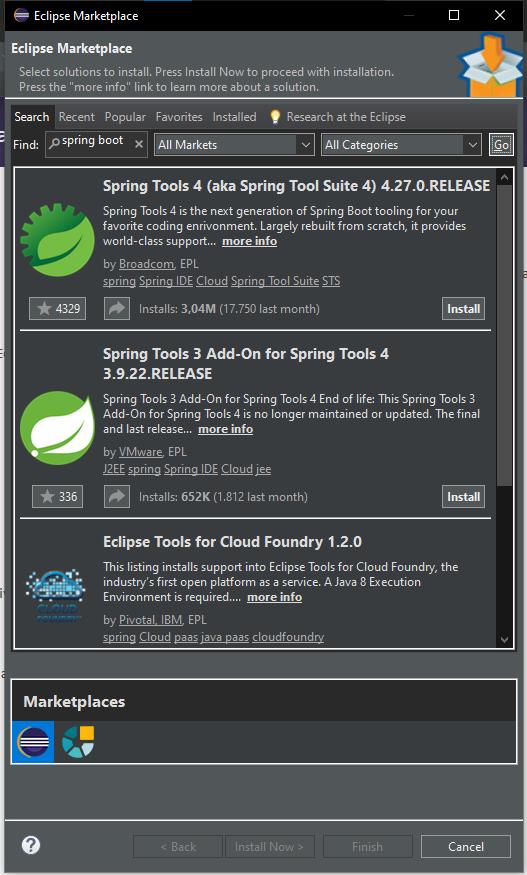 Eclipse Marketplace
Eclipse Marketplace
Select solutions to install. Press Install Now to proceed with installation.
Press the "more info" link to learn more about a solution.
Search Recent Popular Favorites Installed Research at the Eclipse
Find: spring boot All Markets All Categories Go
Spring Tools 4 (aka Spring Tool Suite 4) 4.27.0.RELEASE
Spring Tools 4 is the next generation of Spring Boot tooling for your
favorite coding enrivonment. Largely rebuilt from scratch, it provides
world-class support... more info
by Broadcom, EPL
spring Spring IDE Cloud Spring Tool Suite STS
4329 Installs: 3,04M (17.750 last month) Install
Spring Tools 3 Add-On for Spring Tools 4
3.9.22.RELEASE
Spring Tools 3 Add-On for Spring Tools 4 End of life: This Spring Tools 3
Add-On for Spring Tools 4 is no longer maintained or updated. The final
and last release... more info
by VMware, EPL
J2EE spring Spring IDE Cloud jee
336 Installs: 652K (1.812 last month) Install
Eclipse Tools for Cloud Foundry 1.2.0
This listing installs support into Eclipse Tools for Cloud Foundry, the
industry's first open platform as a service. A Java 8 Execution
Environment is required.... more info
CLOUD
FOUNDRY
by Pivotal, IBM, EPL
spring Cloud paas java paas cloudfoundry
Marketplaces
? < Back Install Now > Finish Cancel